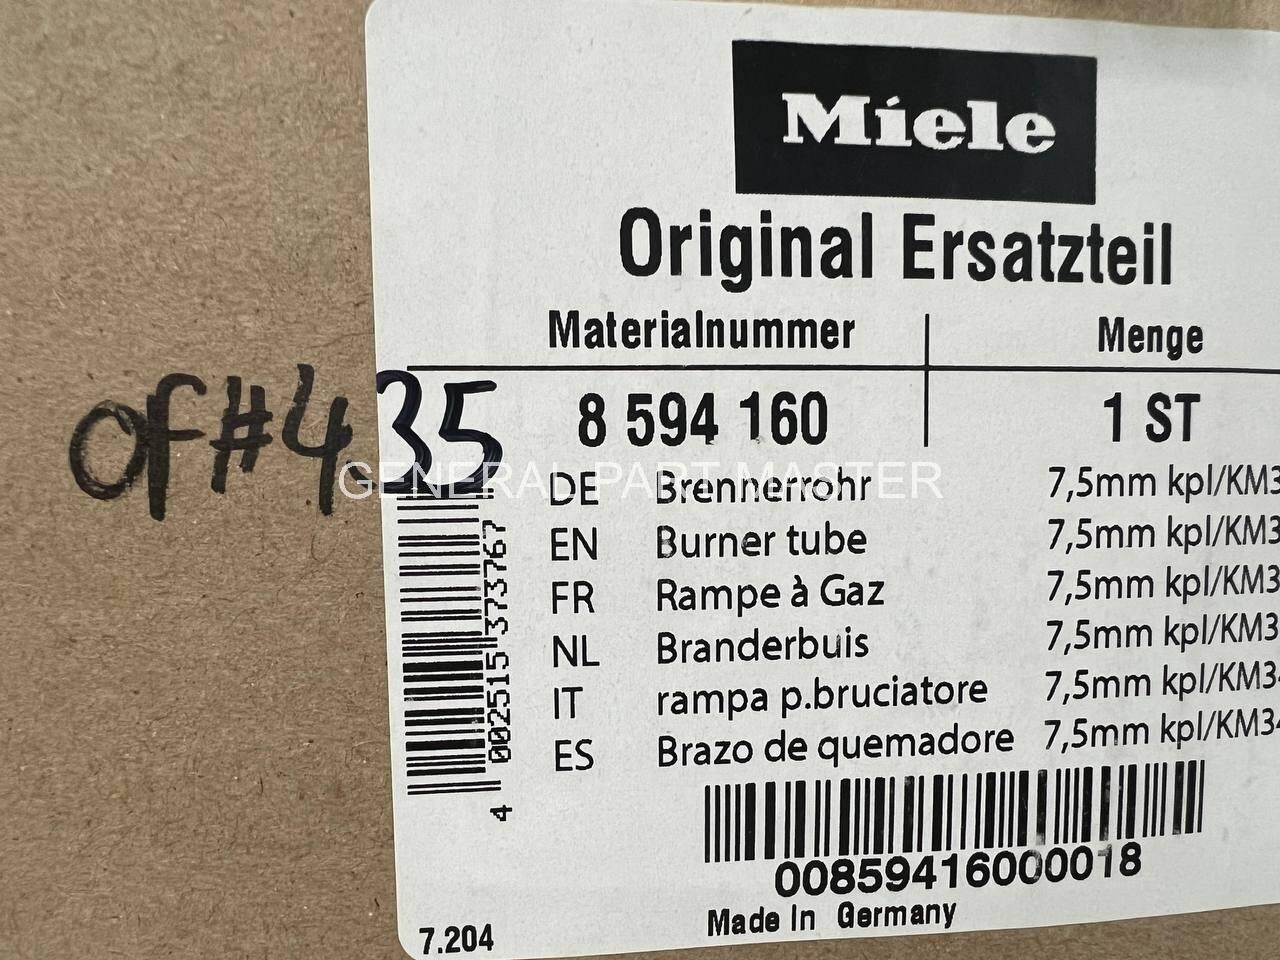 Miele
Original Ersatzteil
Materialnummer Menge
8 594 160 1 ST
of #435
GENERAL PART MASTER
DE Brennerrohr 7,5mm kpl/KM3
EN Burner tube 7,5mm kpl/KM3
FR Rampe à Gaz 7,5mm kpl/KM3
NL Branderbuis 7,5mm kpl/KM3
IT rampa p.bruciatore 7,5mm kpl/KM34
ES Brazo de quemadore 7,5mm kpl/KM34
4 002515 373767
00859416000018
Made In Germany
7.204